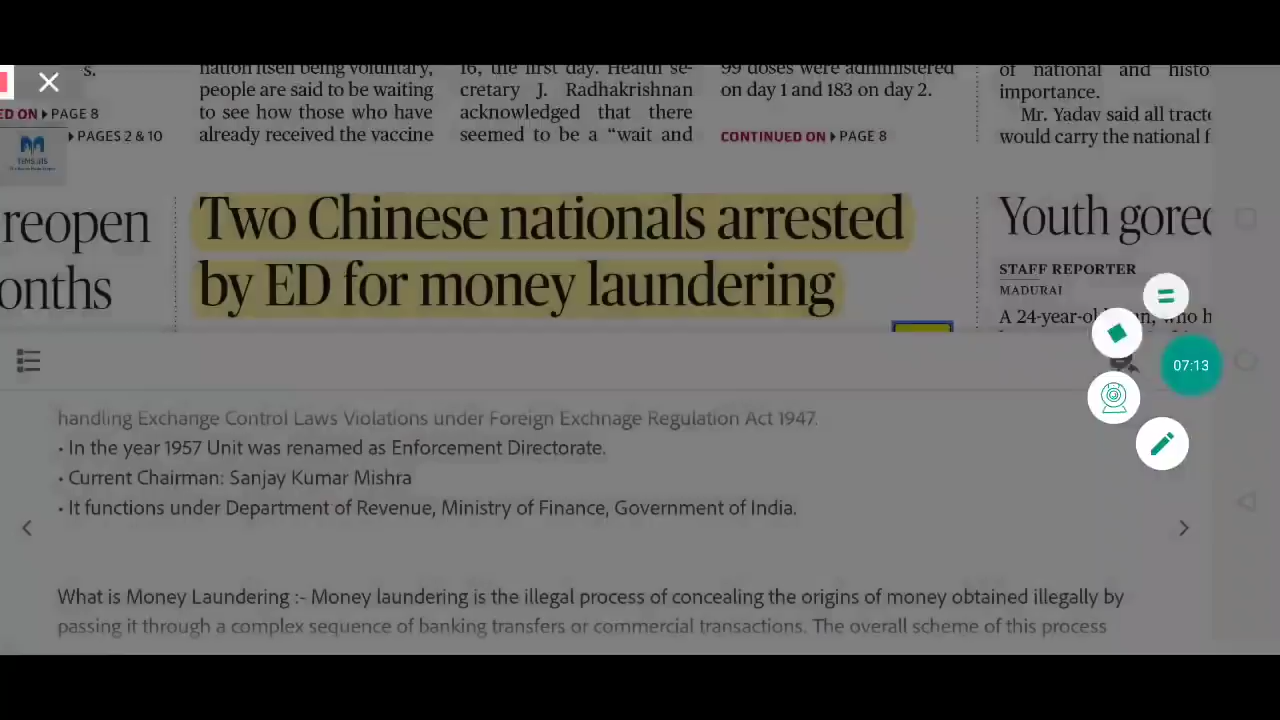 s.
ED ON PAGE 8
PAGES 2 & 10
nation itself being voluntary,
people are said to be waiting
to see how those who have
already received the vaccine
16, the first day. Health se-
cretary J. Radhakrishnan
acknowledged that there
seemed to be a “wait and
99 doses were administered
on day 1 and 183 on day 2.
CONTINUED ON PAGE 8
of national and histo
importance.
Mr. Yadav said all tracto
would carry the national f
reopen
onths
Two Chinese nationals arrested
by ED for money laundering
Youth gored
STAFF REPORTER
MADURAI
A 24-year-old
who h
07:13
handling Exchange Control Laws Violations under Foreign Exchnage Regulation Act 1947.
• In the year 1957 Unit was renamed as Enforcement Directorate.
• Current Chairman: Sanjay Kumar Mishra
• It functions under Department of Revenue, Ministry of Finance, Government of India.
What is Money Laundering :- Money laundering is the illegal process of concealing the origins of money obtained illegally by
passing it through a complex sequence of banking transfers or commercial transactions. The overall scheme of this process